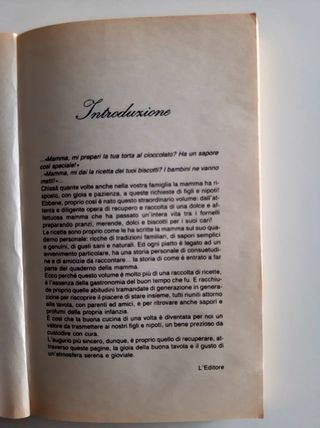 Introduzione
...«Mamma, mi prepari la tua torta al cioccolato? Ha un sapore
così speciale!»
«Mamma, mi dai la ricetta dei tuoi biscotti? I bambini ne vanno
matti!»...
Chissà quante volte anche nella vostra famiglia la mamma ha ri-
sposto, con gioia e pazienza, a queste richieste di figli e nipoti!
Ebbene, proprio così è nato questo straordinario volume: dall'at-
tenta e diligente opera di recupero e raccolta di una dolce e af-
fettuosa mamma che ha passato un'intera vita tra i fornelli
preparando pranzi, merende, dolci e biscotti per i suoi cari!
Le ricette sono proprio come le ha scritte la mamma sul suo qua-
derno personale: ricche di tradizioni familiari, di sapori semplici
e genuini, di gusti sani e naturali. Ed ogni piatto è legato ad un
avvenimento particolare, ha una storia personale di consuetudi-
ni e di amicizie da raccontare... la storia di come è entrato a far
parte del quaderno della mamma.
Ecco perché questo volume è molto più di una raccolta di ricette,
è l'essenza della gastronomia del buon tempo che fu. E racchiu-
de proprio quelle abitudini tramandate di generazione in genera-
zione per riscoprire il piacere di stare insieme, tutti riuniti attorno
alla tavola, con parenti ed amici, e per ritrovare anche sapori e
profumi della propria infanzia.
È così che la buona cucina di una volta è diventata per noi un
valore da trasmettere ai nostri figli e nipoti, un bene prezioso da
custodire con cura.
L'augurio più sincero, dunque, è proprio quello di recuperare, at-
traverso queste pagine, la gioia della buona tavola e il gusto di
un'atmosfera serena e gioviale.
L'Editore